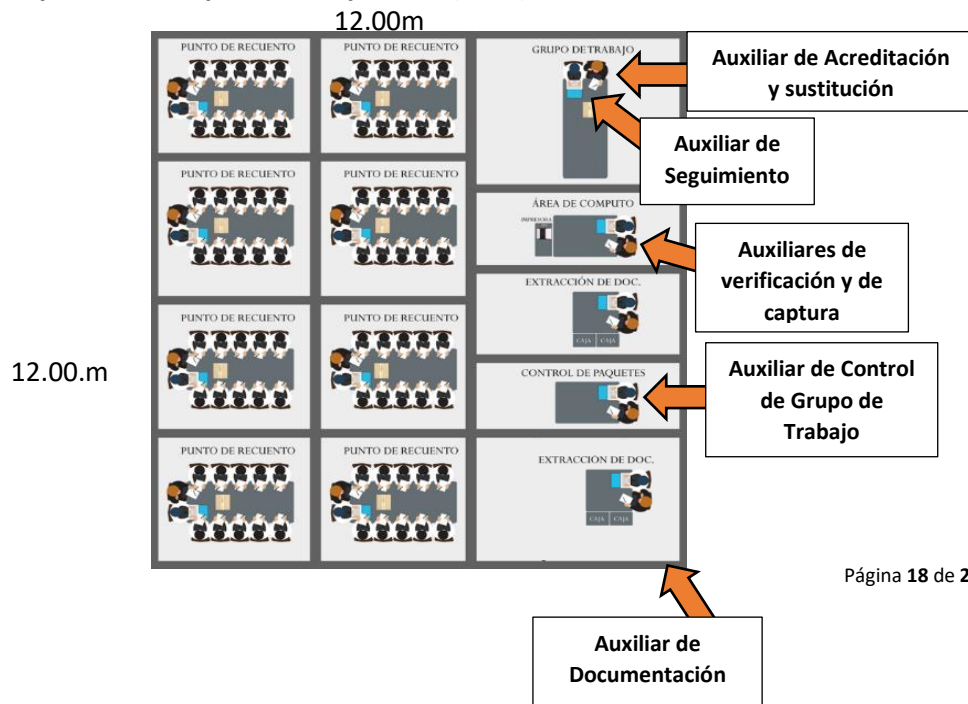 12.00m
PUNTO DE RECUENTO
PUNTO DE RECUENTO
GRUPO DE TRABAJO
Auxiliar de Acreditación
y sustitución
Auxiliar de
Seguimiento
PUNTO DE RECUENTO
PUNTO DE RECUENTO
ÁREA DE COMPUTO
IMPRESORA
Auxiliares de
verificación y de
captura
EXTRACCIÓN DE DOC.
CAJA CAJA
PUNTO DE RECUENTO
PUNTO DE RECUENTO
12.00.m
CONTROL DE PAQUETES
Auxiliar de Control
de Grupo de
Trabajo
PUNTO DE RECUENTO
PUNTO DE RECUENTO
EXTRACCIÓN DE DOC.
CAJA CAJA
Página 18 de 2
Auxiliar de
Documentación